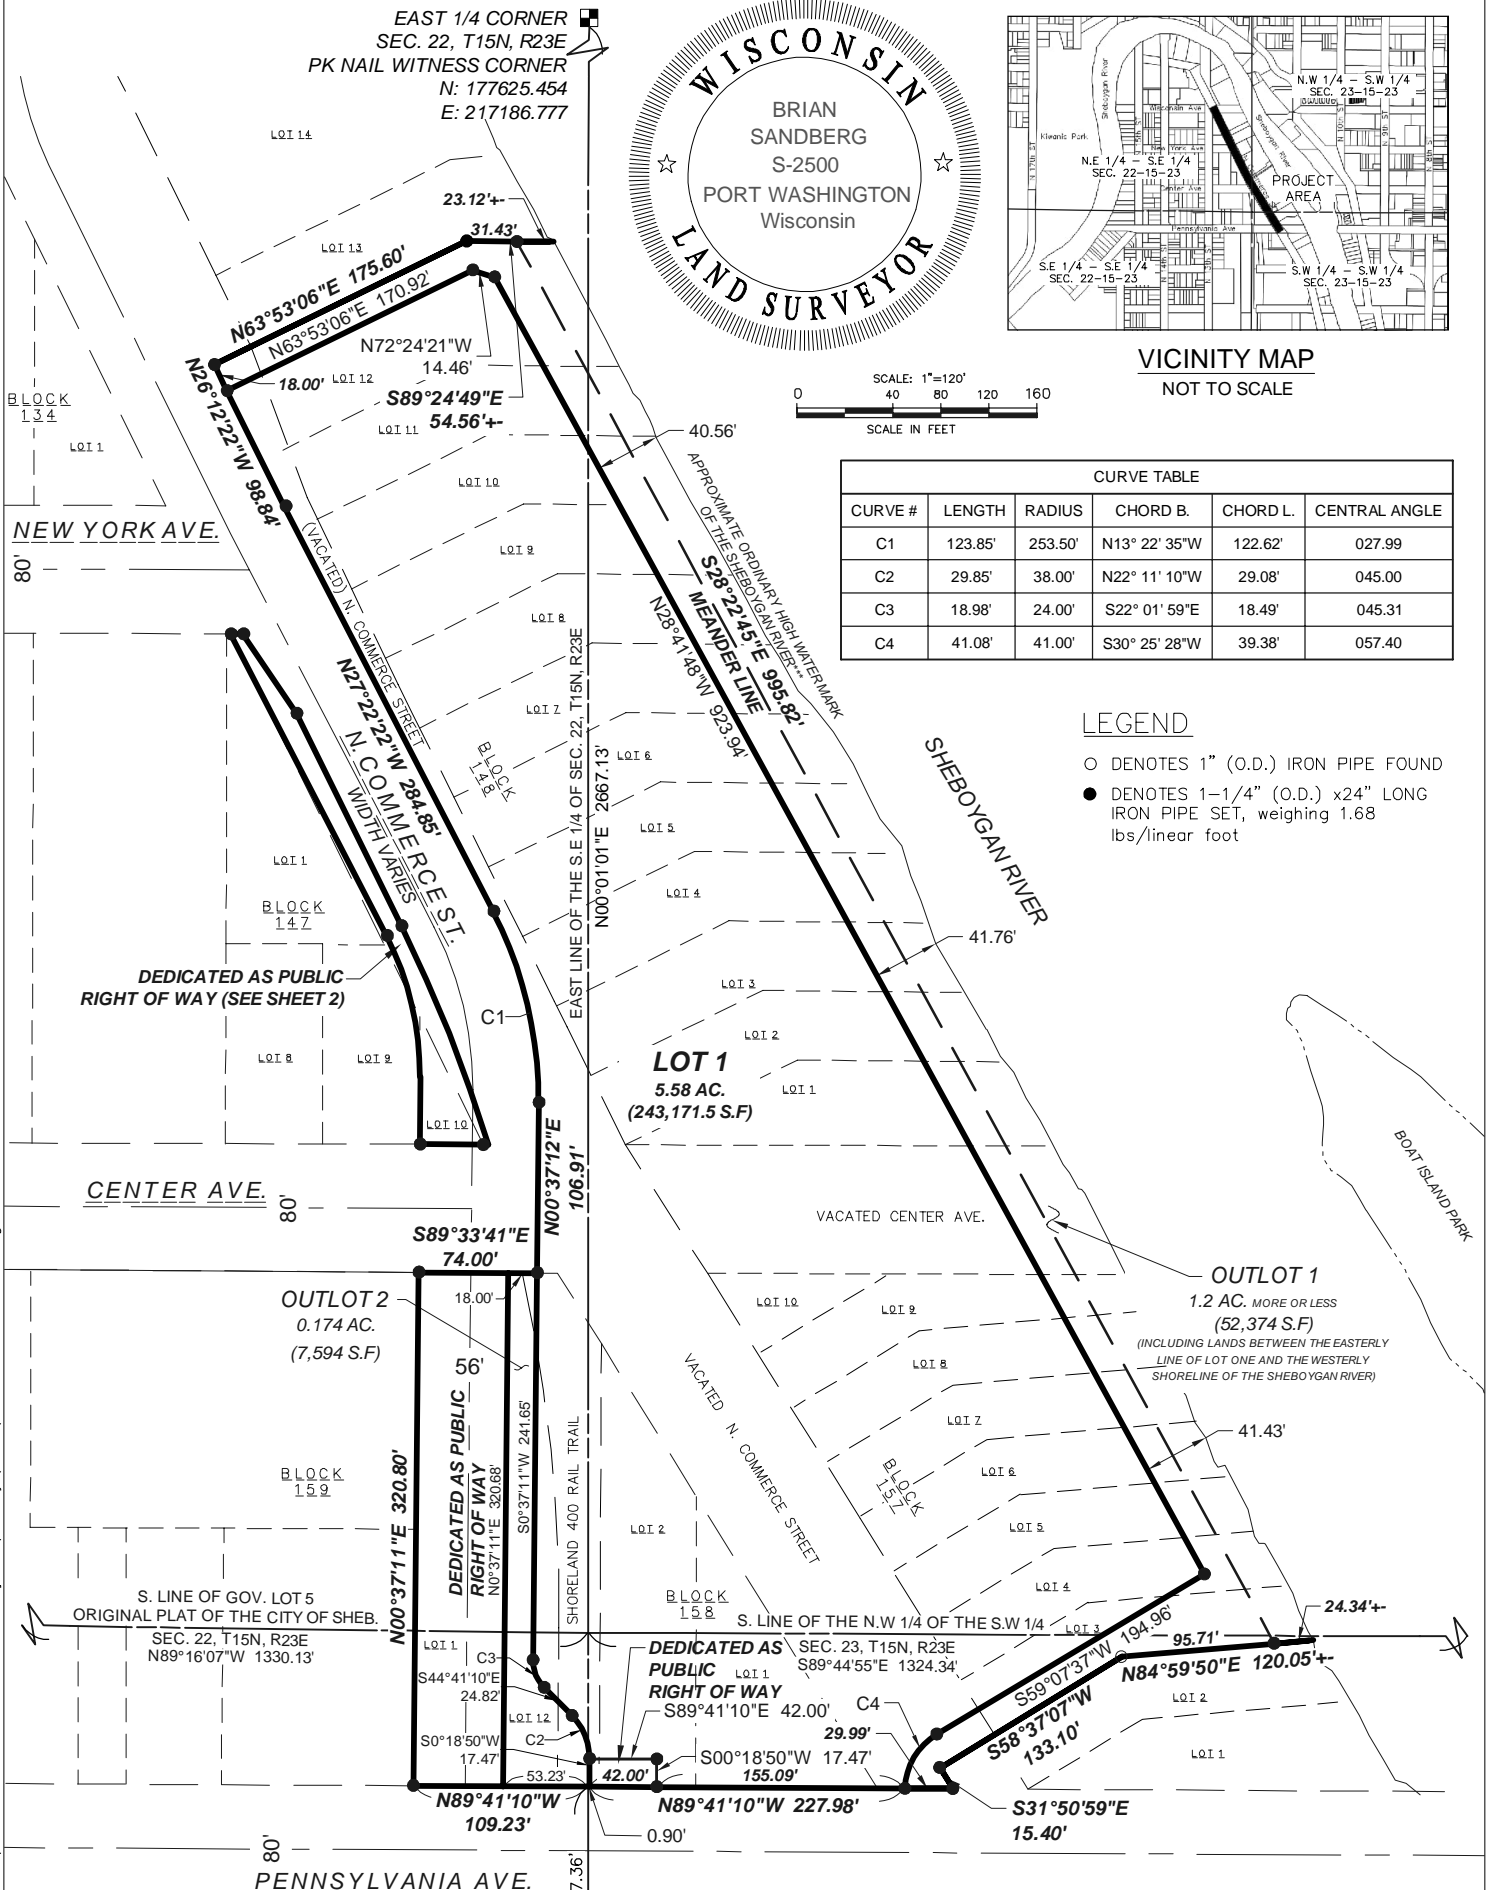 EAST 1/4 CORNER
SEC. 22, T15N, R23E
PK NAIL WITNESS CORNER
N: 177625.454
E: 217186.777
WISCONSIN
BRIAN
SANDBERG
S-2500
PORT WASHINGTON
Wisconsin
LAND SURVEYOR
N.W 1/4 - S.W 1/4
SEC. 23-15-23
Kiwanis Park
Sheboygan River
Wisconsin Ave
New York Ave
N.E 1/4 - S.E 1/4
SEC. 22-15-23
Center Ave
PROJECT
AREA
Pennsylvania Ave
S.E 1/4 - S.E 1/4
SEC. 22-15-23
S.W 1/4 - S.W 1/4
SEC. 23-15-23
N 17th ST
N 14th ST
N 10th ST
N 9th ST
Sheboygan River
VICINITY MAP
NOT TO SCALE
SCALE: 1"=120'
0 40 80 120 160
SCALE IN FEET
CURVE TABLE
CURVE # LENGTH RADIUS CHORD B. CHORD L. CENTRAL ANGLE
C1 123.85' 253.50' N13° 22' 35"W 122.62' 027.99
C2 29.85' 38.00' N22° 11' 10"W 29.08' 045.00
C3 18.98' 24.00' S22° 01' 59"E 18.49' 045.31
C4 41.08' 41.00' S30° 25' 28"W 39.38' 057.40
LEGEND
DENOTES 1" (O.D.) IRON PIPE FOUND
DENOTES 1-1/4" (O.D.) x24" LONG
IRON PIPE SET, weighing 1.68
lbs/linear foot
LOT 14
23.12'+-
31.43'
LOT 13
N63°53'06"E 175.60'
N63°53'06"E 170.92'
N72°24'21"W
14.46'
18.00'
LOT 12
S89°24'49"E
54.56'+-
LOT 11
N26°12'22"W 98.84'
BLOCK
134
LOT 1
40.56'
LOT 10
APPROXIMATE ORDINARY HIGH WATERMARK
OF THE SHEBOYGAN RIVER***
NEW YORK AVE.
80'
LOT 9
(VACATED) N. COMMERCE STREET
S28°22'45"E 995.82'
MEANDER LINE
N28°41'48"W 923.94'
LOT 8
EAST LINE OF THE S.E 1/4 OF SEC. 22, T15N, R23E
N00°01'01"E 2667.13'
N27°22'22"W 284.85'
N. COMMERCE ST.
WIDTH VARIES
LOT 7
LOT 6
BLOCK
148
SHEBOYGAN RIVER
LOT 5
LOT 1
LOT 4
BLOCK
147
41.76'
DEDICATED AS PUBLIC
RIGHT OF WAY (SEE SHEET 2)
LOT 3
C1
LOT 2
LOT 8
LOT 9
LOT 1
5.58 AC.
(243,171.5 S.F)
LOT 1
LOT 10
N00°37'12"E
106.91'
BOAT ISLAND PARK
CENTER AVE.
80'
VACATED CENTER AVE.
S89°33'41"E
74.00'
OUTLOT 2
0.174 AC.
(7,594 S.F)
18.00'
56'
OUTLOT 1
1.2 AC. MORE OR LESS
(52,374 S.F)
(INCLUDING LANDS BETWEEN THE EASTERLY
LINE OF LOT ONE AND THE WESTERLY
SHORELINE OF THE SHEBOYGAN RIVER)
LOT 10
LOT 9
LOT 8
LOT 7
VACATED N. COMMERCE STREET
41.43'
BLOCK
157
LOT 6
DEDICATED AS PUBLIC
RIGHT OF WAY
N0°37'11"E 320.68'
S0°37'11"W 241.65'
SHORELAND 400 RAIL TRAIL
N00°37'11"E 320.80'
BLOCK
159
LOT 2
LOT 5
LOT 4
BLOCK
158
S. LINE OF GOV. LOT 5
ORIGINAL PLAT OF THE CITY OF SHEB.
SEC. 22, T15N, R23E
N89°16'07"W 1330.13'
S. LINE OF THE N.W 1/4 OF THE S.W 1/4
SEC. 23, T15N, R23E
S89°44'55"E 1324.34'
LOT 3
24.34'+-
95.71'
N84°59'50"E 120.05'+-
S59°07'37"W 194.96'
S58°37'07"W
133.10'
LOT 1
C3
S44°41'10"E
24.82'
LOT 12
C2
S0°18'50"W
17.47'
DEDICATED AS
PUBLIC
RIGHT OF WAY
LOT 1
S89°41'10"E 42.00'
C4
29.99'
LOT 2
LOT 1
S00°18'50"W 17.47'
53.23'
42.00'
155.09'
N89°41'10"W
109.23'
N89°41'10"W 227.98'
S31°50'59"E
15.40'
0.90'
80'
PENNSYLVANIA AVE.
7.36'